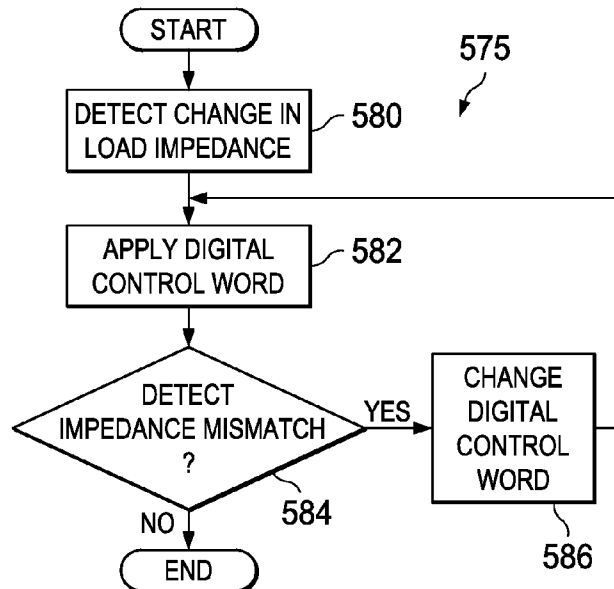 START
575
DETECT CHANGE IN
LOAD IMPEDANCE
580
APPLY DIGITAL
CONTROL WORD
582
DETECT
IMPEDANCE MISMATCH
?
584
YES
CHANGE
DIGITAL
CONTROL
WORD
586
NO
END